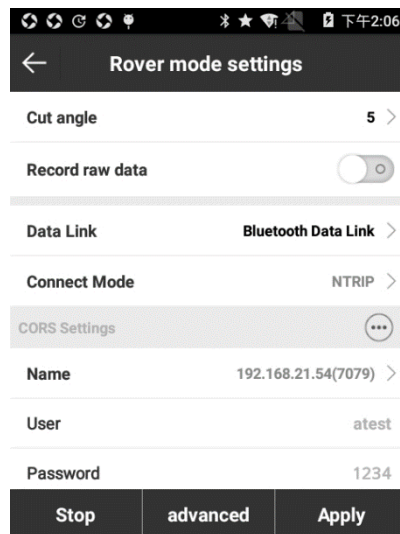 下午2:06
Rover mode settings
Cut angle 5
Record raw data
Data Link Bluetooth Data Link
Connect Mode NTRIP
CORS Settings
Name 192.168.21.54(7079)
User atest
Password 1234
Stop advanced Apply